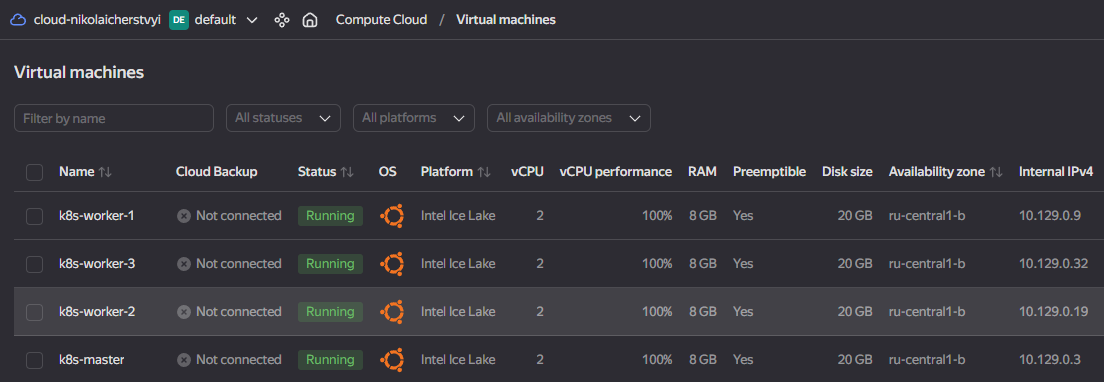 cloud-nikolaicherstvyi DE default Compute Cloud / Virtual machines
Virtual machines
Filter by name All statuses All platforms All availability zones
Name Cloud Backup Status OS Platform vCPU vCPU performance RAM Preemptible Disk size Availability zone Internal IPv4
k8s-worker-1 Not connected Running Intel Ice Lake 2 100% 8 GB Yes 20 GB ru-central1-b 10.129.0.9
k8s-worker-3 Not connected Running Intel Ice Lake 2 100% 8 GB Yes 20 GB ru-central1-b 10.129.0.32
k8s-worker-2 Not connected Running Intel Ice Lake 2 100% 8 GB Yes 20 GB ru-central1-b 10.129.0.19
k8s-master Not connected Running Intel Ice Lake 2 100% 8 GB Yes 20 GB ru-central1-b 10.129.0.3